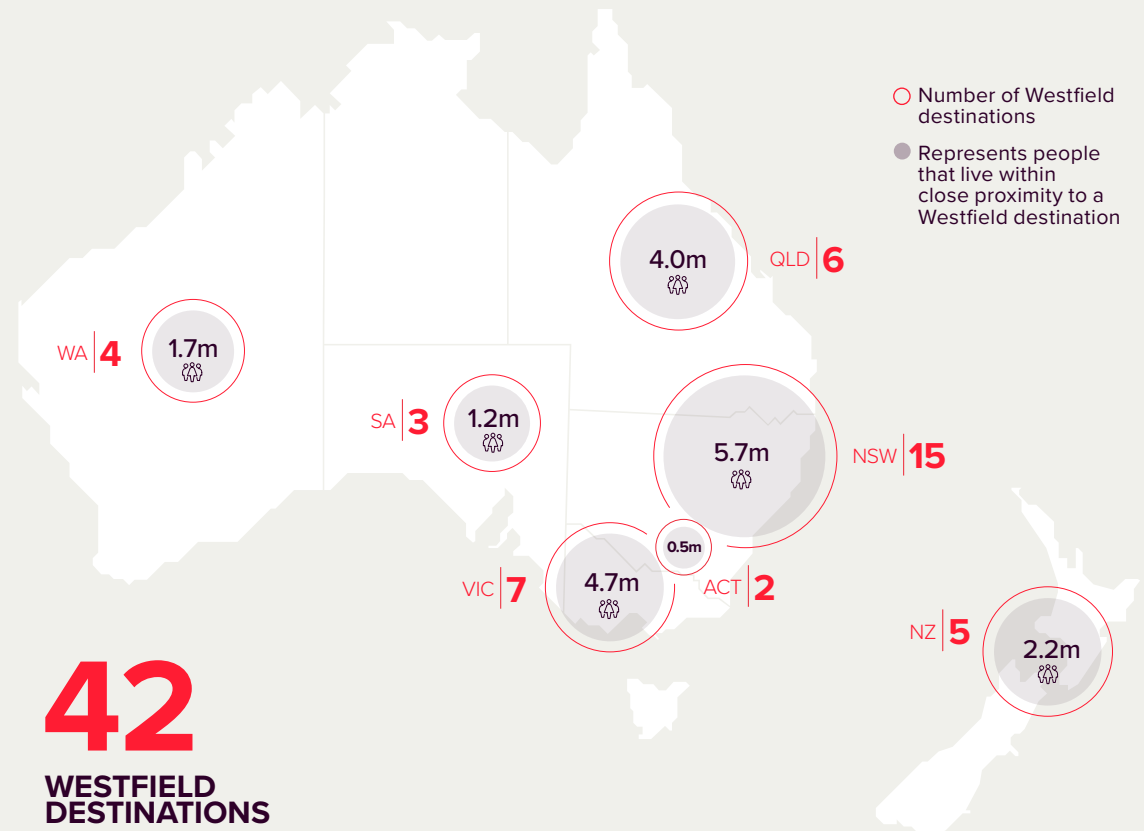 Number of Westfield
destinations
Represents people
that live within
close proximity to a
Westfield destination
4.0m
QLD 6
WA 4
1.7m
SA 3
1.2m
5.7m
NSW 15
0.5m
ACT 2
VIC 7
4.7m
NZ 5
2.2m
42
WESTFIELD
DESTINATIONS